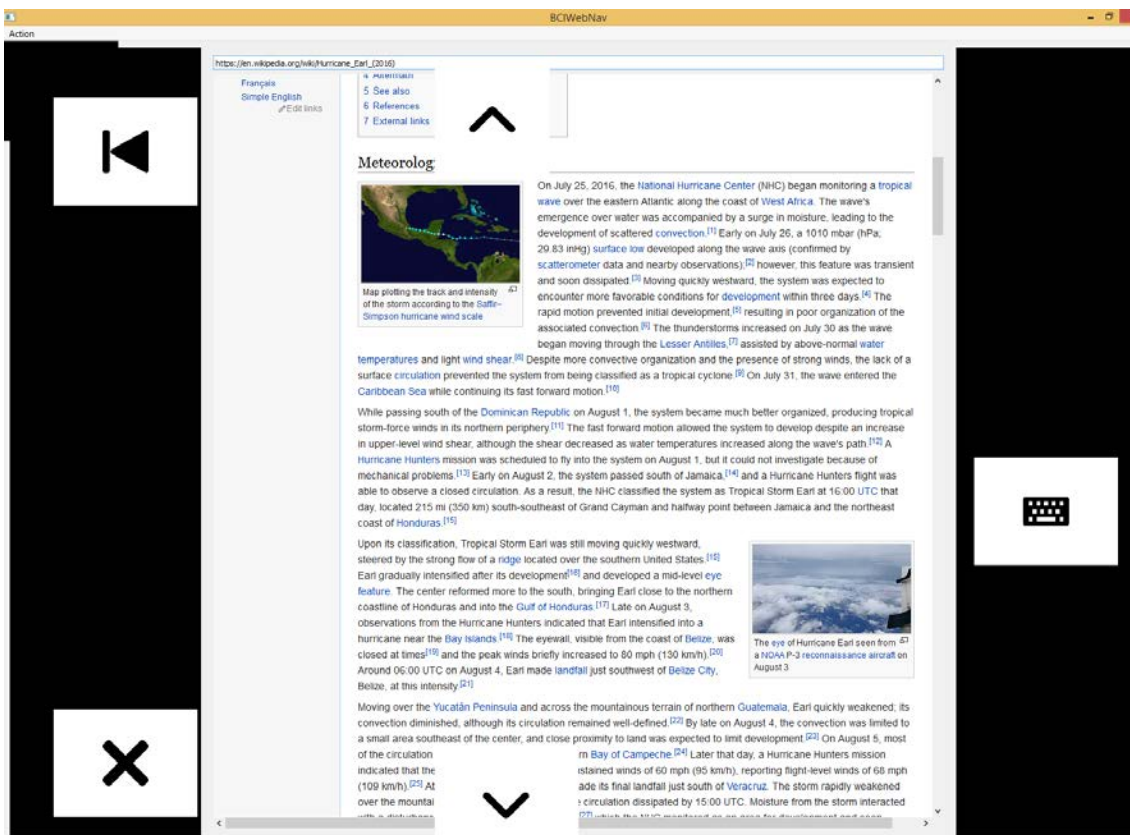 BCIWebNav
Action
https://en.wikipedia.org/wiki/Hurricane_Earl_(2016)
Français
Simple English
Edit links
4 Aftermath
5 See also
6 References
7 External links
Meteorolog
On July 25, 2016, the National Hurricane Center (NHC) began monitoring a tropical
wave over the eastern Atlantic along the coast of West Africa. The wave's
emergence over water was accompanied by a surge in moisture, leading to the
development of scattered convection.[1] Early on July 26, a 1010 mbar (hPa;
29.83 inHg) surface low developed along the wave axis (confirmed by
scatterometer data and nearby observations);[2] however, this feature was transient
and soon dissipated.[3] Moving quickly westward, the system was expected to
encounter more favorable conditions for development within three days.[4] The
rapid motion prevented initial development,[5] resulting in poor organization of the
associated convection.[6] The thunderstorms increased on July 30 as the wave
began moving through the Lesser Antilles,[7] assisted by above-normal water
temperatures and light wind shear.[8] Despite more convective organization and the presence of strong winds, the lack of a
surface circulation prevented the system from being classified as a tropical cyclone.[9] On July 31, the wave entered the
Caribbean Sea while continuing its fast forward motion.[10]
Map plotting the track and intensity
of the storm according to the Saffir–
Simpson hurricane wind scale
While passing south of the Dominican Republic on August 1, the system became much better organized, producing tropical
storm-force winds in its northern periphery.[11] The fast forward motion allowed the system to develop despite an increase
in upper-level wind shear, although the shear decreased as water temperatures increased along the wave's path.[12] A
Hurricane Hunters mission was scheduled to fly into the system on August 1, but it could not investigate because of
mechanical problems.[13] Early on August 2, the system passed south of Jamaica,[14] and a Hurricane Hunters flight was
able to observe a closed circulation. As a result, the NHC classified the system as Tropical Storm Earl at 16:00 UTC that
day, located 215 mi (350 km) south-southeast of Grand Cayman and halfway point between Jamaica and the northeast
coast of Honduras.[15]
Upon its classification, Tropical Storm Earl was still moving quickly westward,
steered by the strong flow of a ridge located over the southern United States.[15]
Earl gradually intensified after its development[16] and developed a mid-level eye
feature. The center reformed more to the south, bringing Earl close to the northern
coastline of Honduras and into the Gulf of Honduras.[17] Late on August 3,
observations from the Hurricane Hunters indicated that Earl intensified into a
hurricane near the Bay Islands.[18] The eyewall, visible from the coast of Belize, was
closed at times[19] and the peak winds briefly increased to 80 mph (130 km/h).[20]
Around 06:00 UTC on August 4, Earl made landfall just southwest of Belize City,
Belize, at this intensity.[21]
The eye of Hurricane Earl seen from
a NOAA P-3 reconnaissance aircraft on
August 3
Moving over the Yucatán Peninsula and across the mountainous terrain of northern Guatemala, Earl quickly weakened; its
convection diminished, although its circulation remained well-defined.[22] By late on August 4, the convection was limited to
a small area southeast of the center, and close proximity to land was expected to limit development.[23] On August 5, most
of the circulation rn Bay of Campeche.[24] Later that day, a Hurricane Hunters mission
indicated that the stained winds of 60 mph (95 km/h), reporting flight-level winds of 68 mph
(109 km/h).[25] At ade its final landfall just south of Veracruz. The storm rapidly weakened
over the mountai e circulation dissipated by 15:00 UTC. Moisture from the storm interacted
[27] which the NHC monitored as an area for development and soon